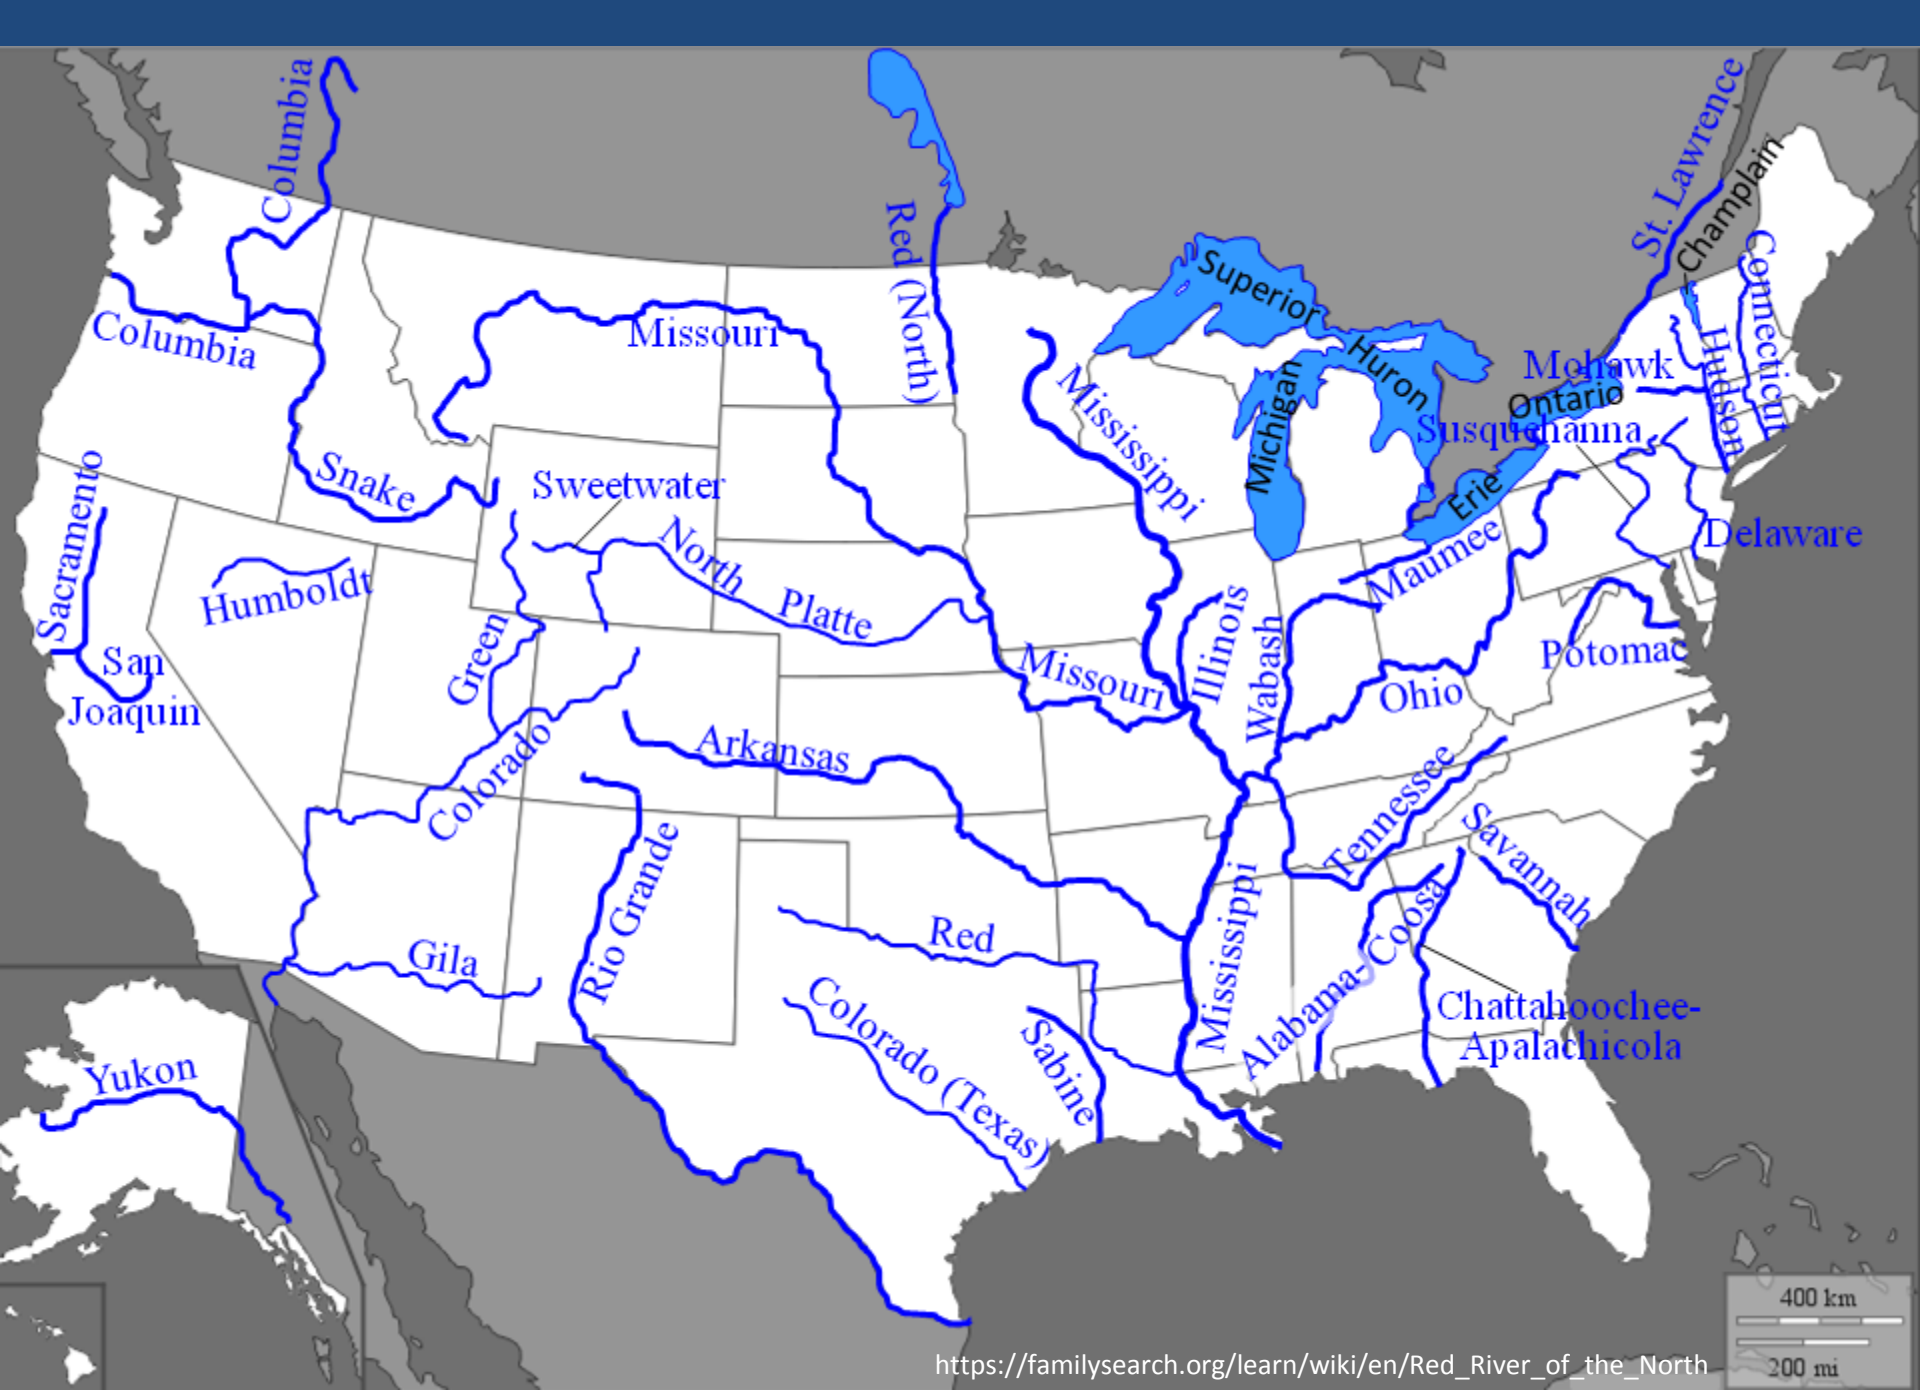 Columbia
St. Lawrence
Champlain
Red (North)
Connecticut
Superior
Columbia
Missouri
Huron
Mohawk
Hudson
Michigan
Mississippi
Ontario
Susquehanna
Snake
Sweetwater
Erie
Sacramento
North
Platte
Maumee
Delaware
Humboldt
Green
Illinois
Wabash
Potomac
San
Joaquin
Missouri
Ohio
Colorado
Arkansas
Tennessee
Savannah
Rio Grande
Gila
Red
Mississippi
Alabama-Coosa
Colorado (Texas)
Sabine
Chattahoochee-
Apalachicola
Yukon
400 km
200 mi
https://familysearch.org/learn/wiki/en/Red_River_of_the_North